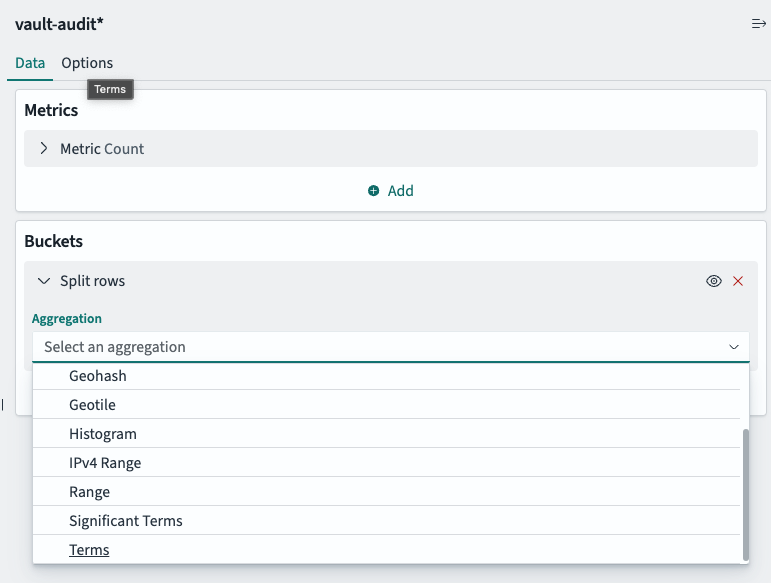 vault-audit*
Data Options
Terms
Metrics
Metric Count
Add
Buckets
Split rows
Aggregation
Select an aggregation
Geohash
Geotile
Histogram
IPv4 Range
Range
Significant Terms
Terms